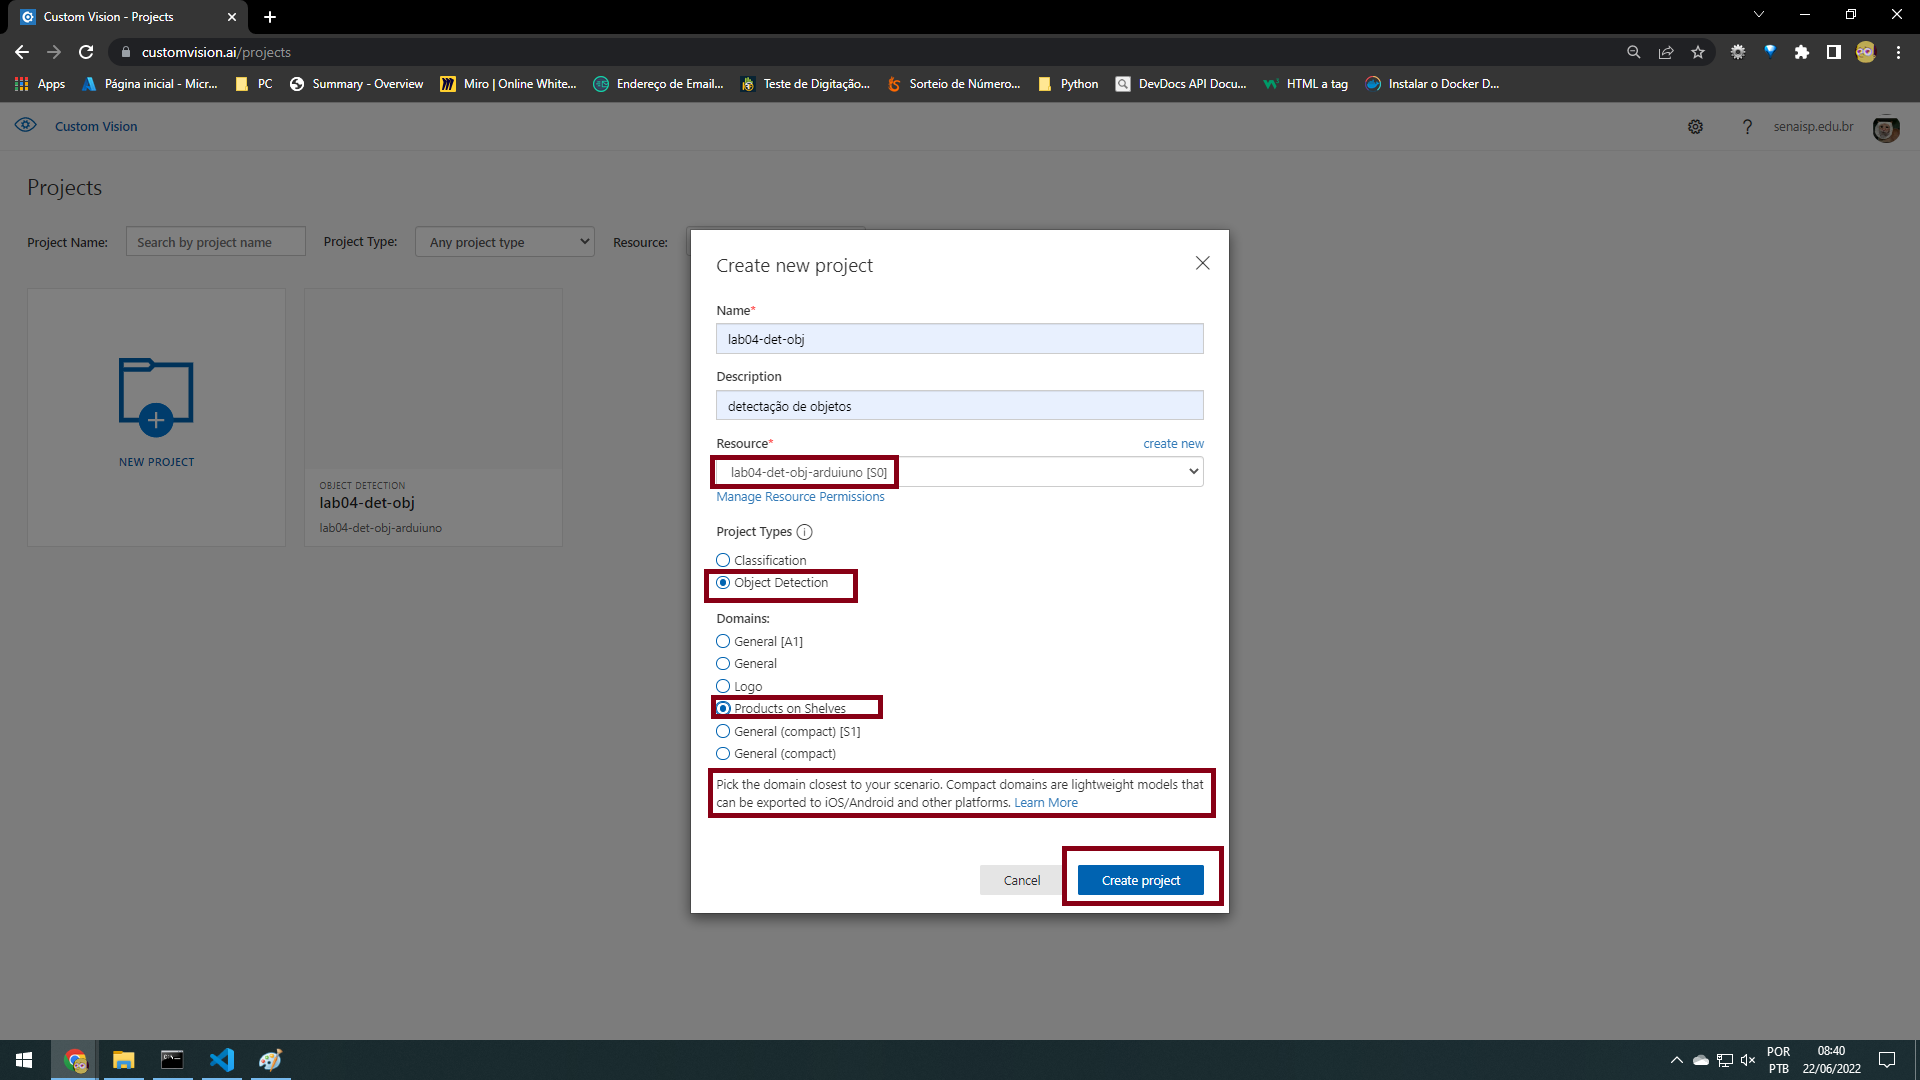 Custom Vision - Projects
customvision.ai/projects
Apps
Página inicial - Micr...
PC
Summary - Overview
Miro | Online White...
Endereço de Email...
Teste de Digitação...
Sorteio de Número...
Python
DevDocs API Docu...
HTML a tag
Instalar o Docker D...
Custom Vision
senaisp.edu.br
Projects
Project Name:
Search by project name
Project Type:
Any project type
Resource:
NEW PROJECT
OBJECT DETECTION
lab04-det-obj
lab04-det-obj-arduiuno
Create new project
Name*
lab04-det-obj
Description
detectação de objetos
Resource*
create new
lab04-det-obj-arduiuno [S0]
Manage Resource Permissions
Project Types
Classification
Object Detection
Domains:
General [A1]
General
Logo
Products on Shelves
General (compact) [S1]
General (compact)
Pick the domain closest to your scenario. Compact domains are lightweight models that
can be exported to iOS/Android and other platforms. Learn More
Cancel
Create project
POR
PTB
08:40
22/06/2022